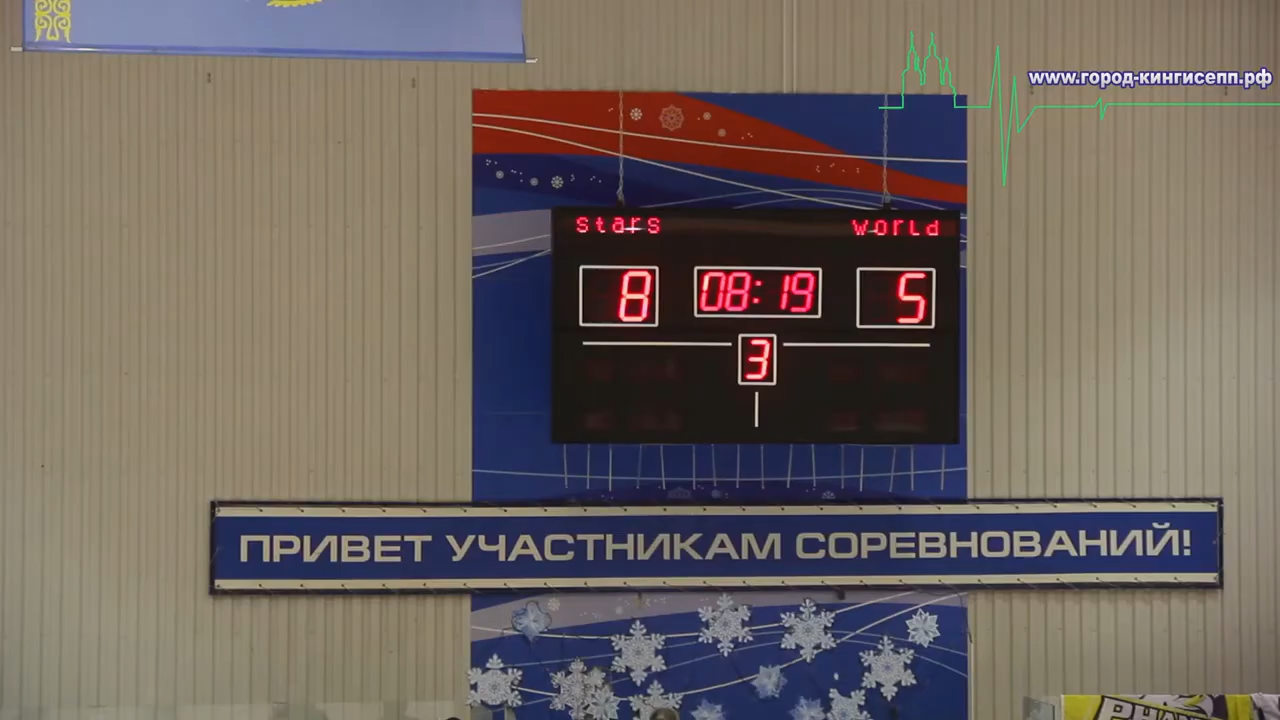 www.город-кингисепп.рф
stars world
8 08:19 5
3
ПРИВЕТ УЧАСТНИКАМ СОРЕВНОВАНИЙ!